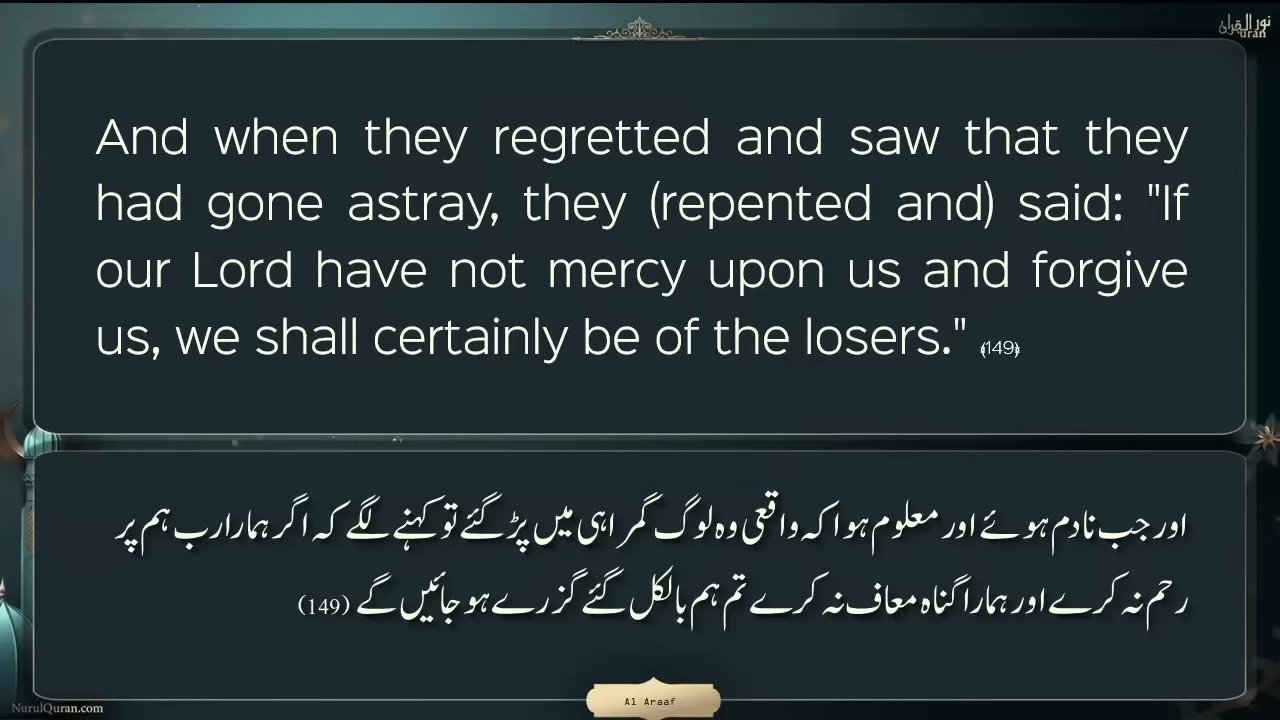 نور القرآن
Quran
And when they regretted and saw that they
had gone astray, they (repented and) said: "If
our Lord have not mercy upon us and forgive
us, we shall certainly be of the losers." ﴾149﴿
اور جب نادم ہوئے اور معلوم ہوا کہ واقعی وہ لوگ گمراہی میں پڑ گئے تو کہنے لگے کہ اگر ہمارا رب ہم پر
رحم نہ کرے اور ہمارا گناہ معاف نہ کرے تم ہم بالکل گئے گزرے ہو جائیں گے (149)
Al Araaf
NurulQuran.com